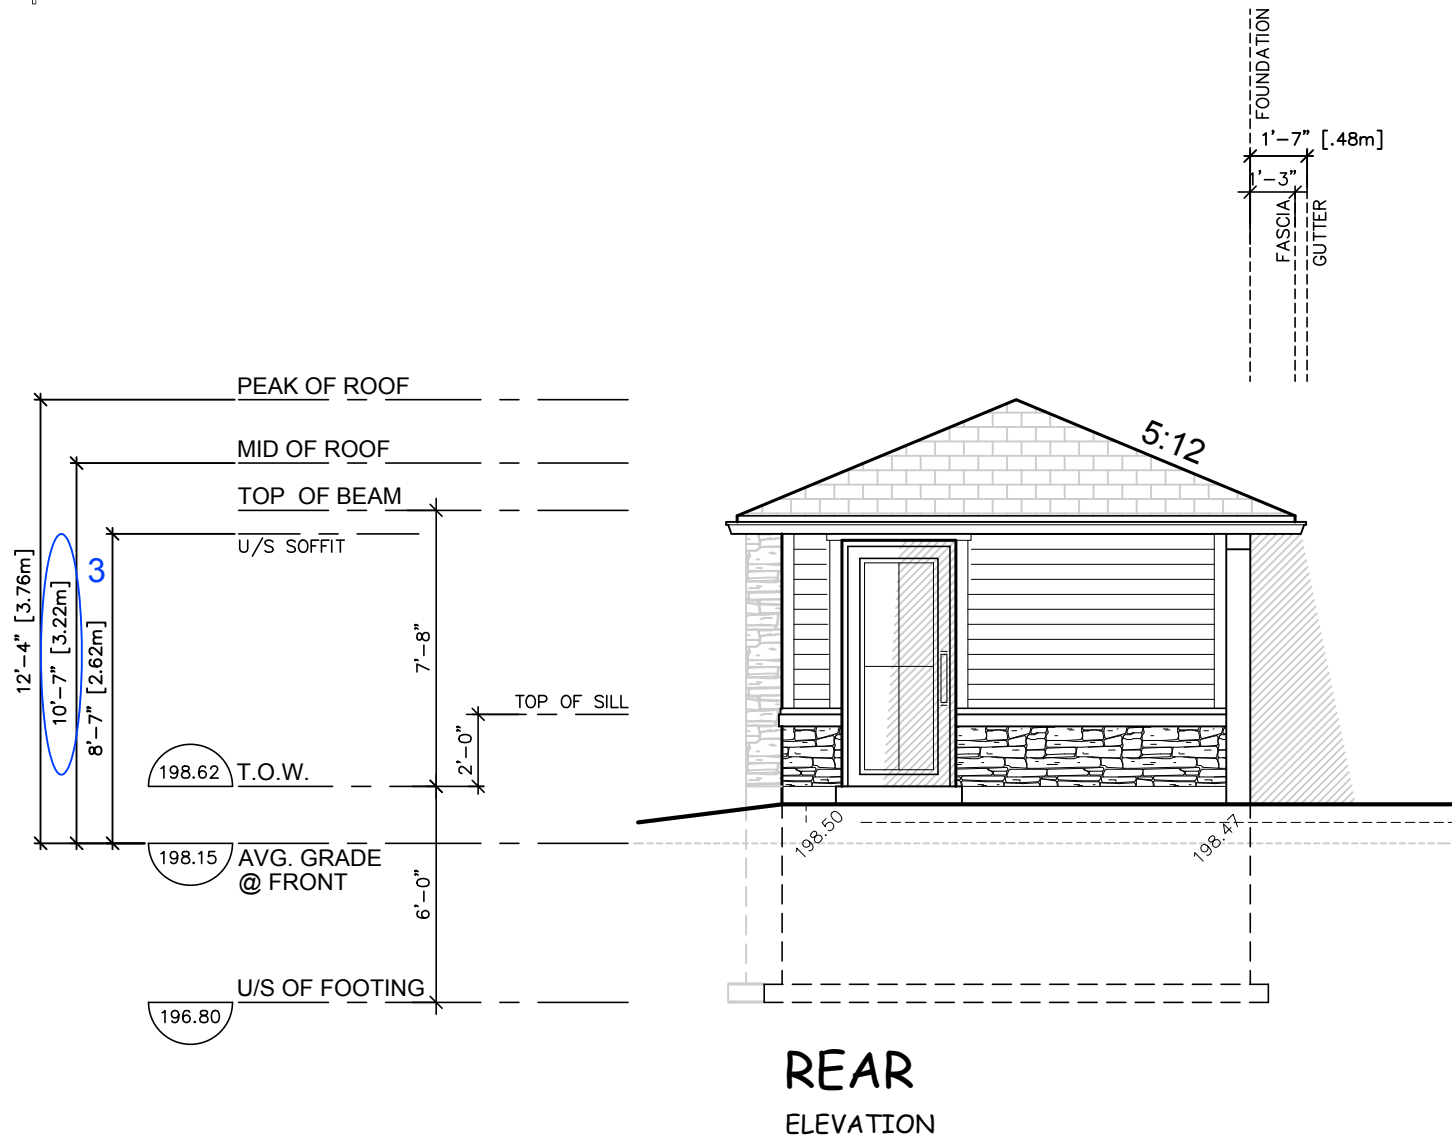 FOUNDATION
1'-7" [.48m]
1'-3"
FASCIA
GUTTER
PEAK OF ROOF
MID OF ROOF
TOP OF BEAM
U/S SOFFIT
5:12
12'-4" [3.76m]
10'-7" [3.22m]
3
8'-7" [2.62m]
7'-8"
TOP OF SILL
2'-0"
198.62 T.O.W.
198.50
198.47
198.15 AVG. GRADE
@ FRONT
6'-0"
U/S OF FOOTING
196.80
REAR
ELEVATION